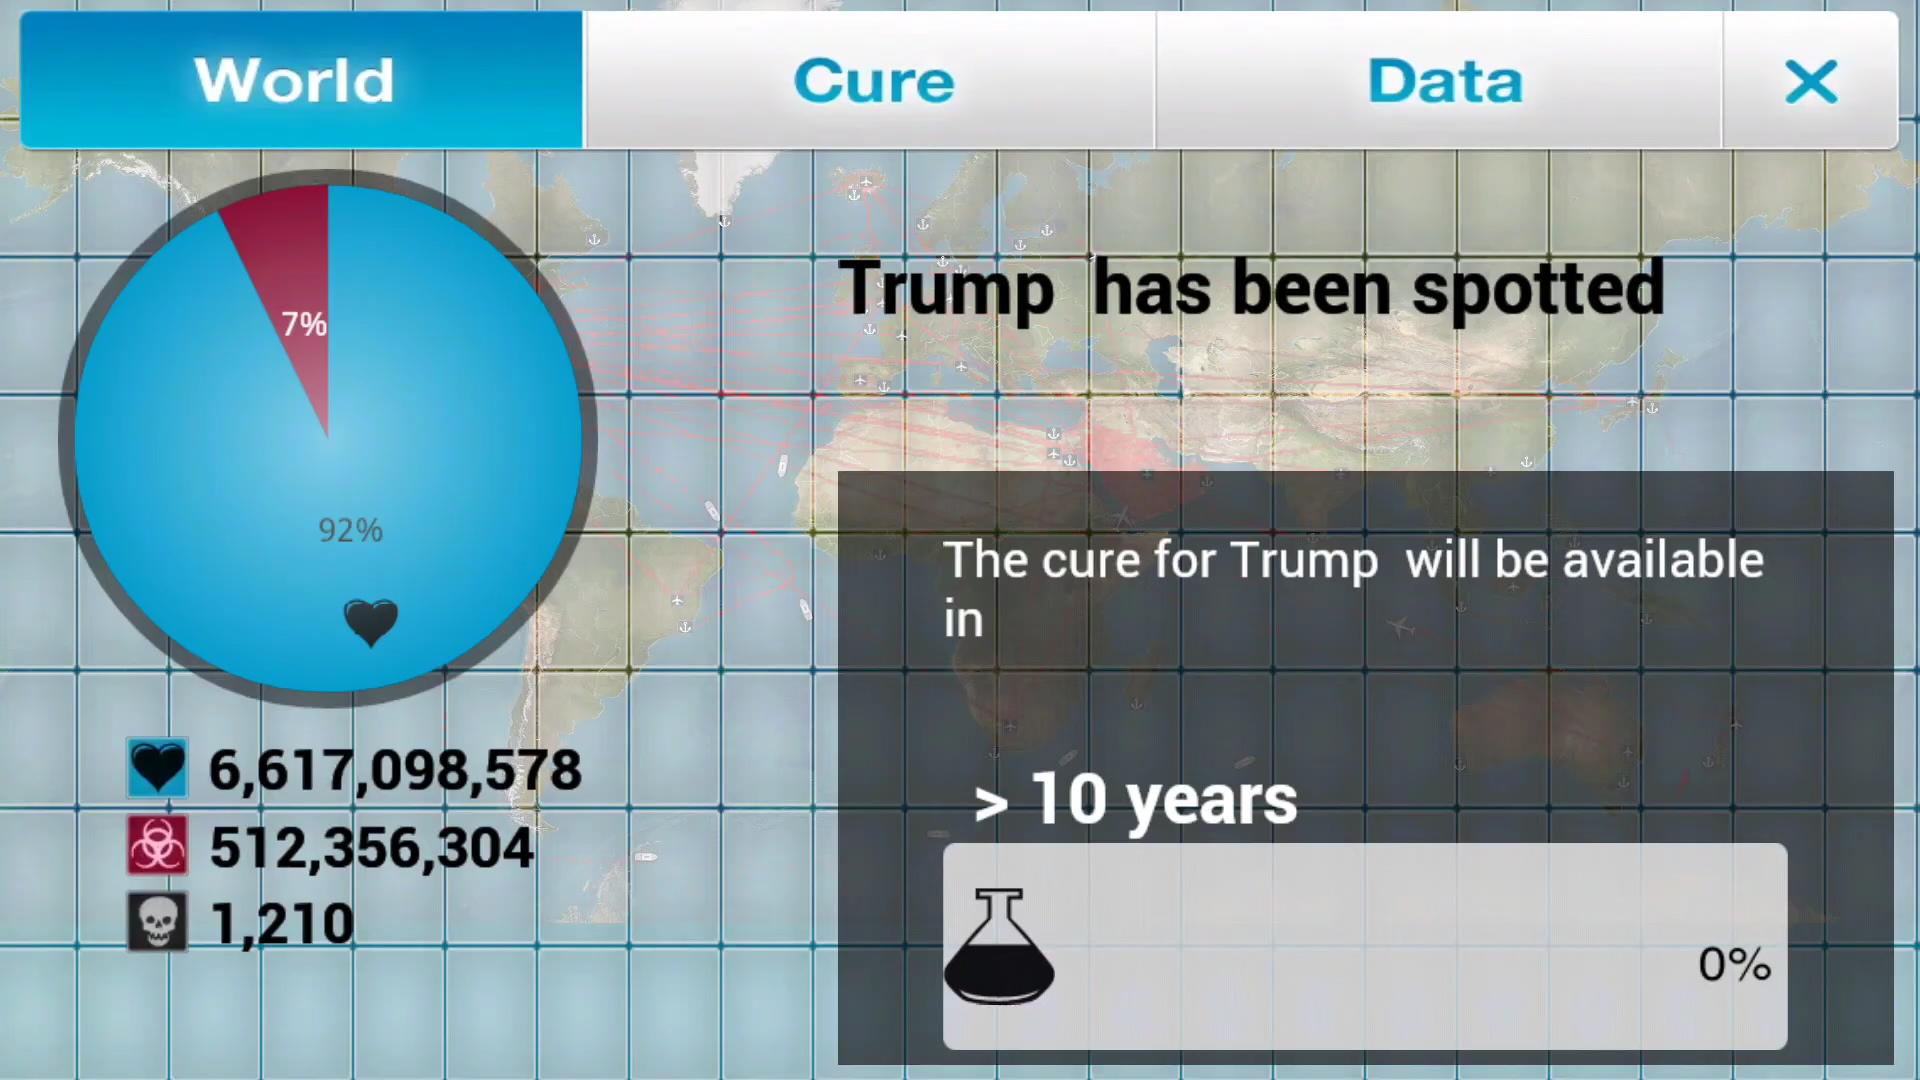 World
Cure
Data
7%
92%
Trump has been spotted
The cure for Trump will be available
in
> 10 years
0%
6,617,098,578
512,356,304
1,210